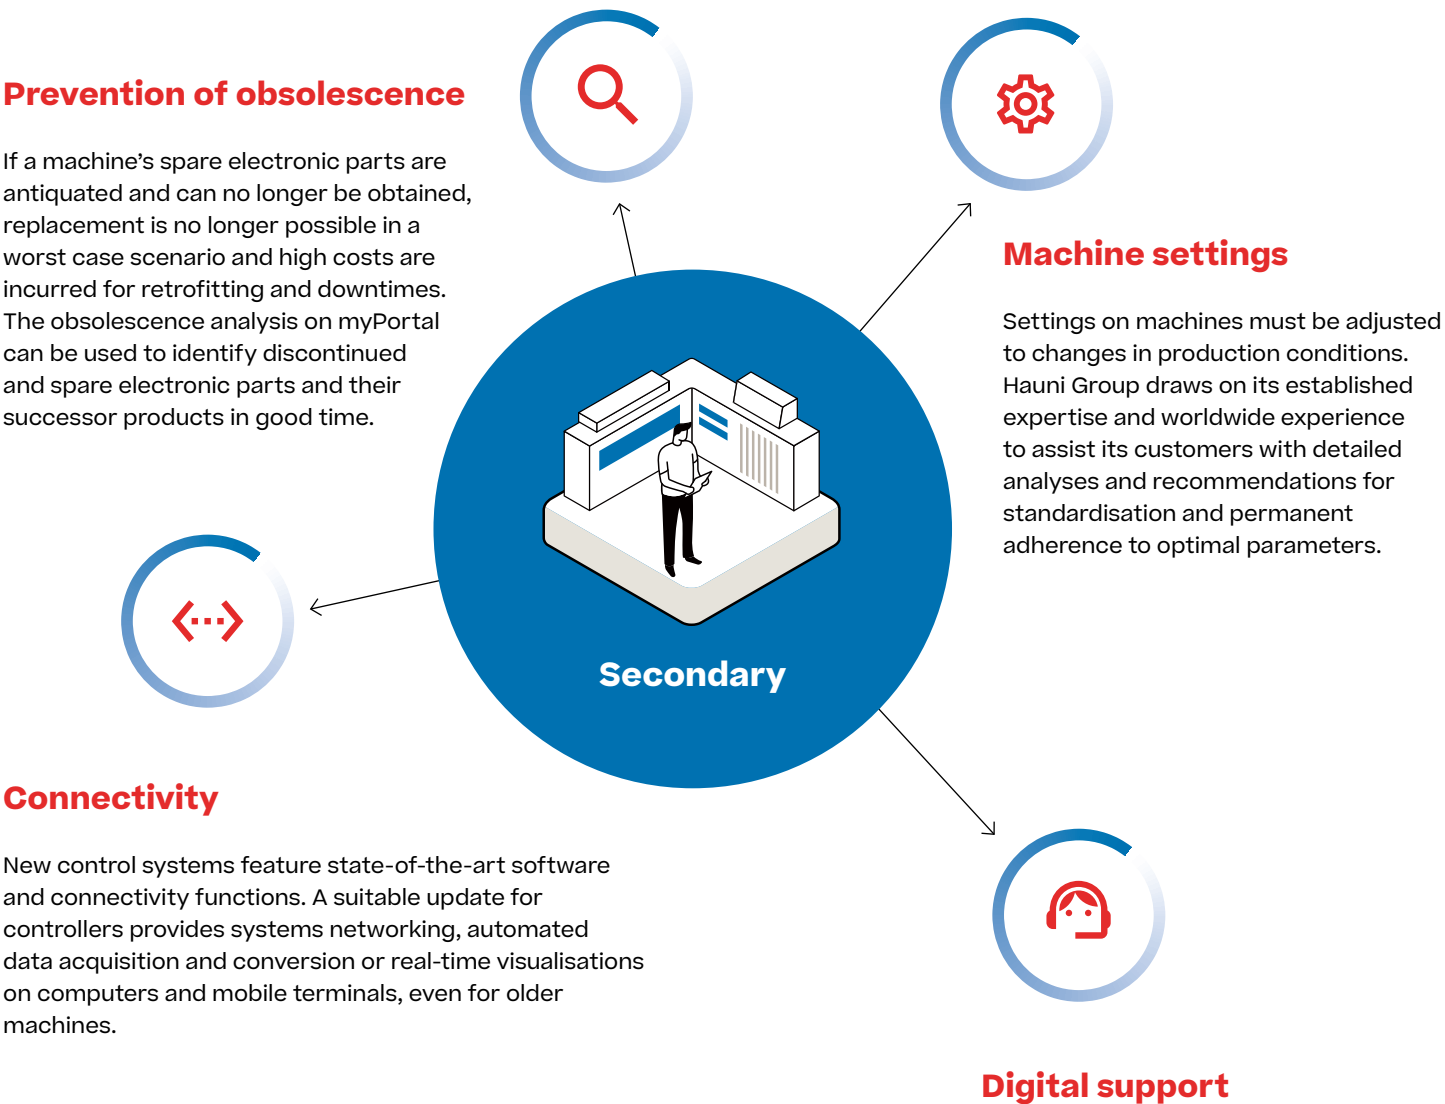 Prevention of obsolescence
If a machine’s spare electronic parts are
antiquated and can no longer be obtained,
replacement is no longer possible in a
worst case scenario and high costs are
incurred for retrofitting and downtimes.
The obsolescence analysis on myPortal
can be used to identify discontinued
and spare electronic parts and their
successor products in good time.
Machine settings
Settings on machines must be adjusted
to changes in production conditions.
Hauni Group draws on its established
expertise and worldwide experience
to assist its customers with detailed
analyses and recommendations for
standardisation and permanent
adherence to optimal parameters.
Secondary
Connectivity
New control systems feature state-of-the-art software
and connectivity functions. A suitable update for
controllers provides systems networking, automated
data acquisition and conversion or real-time visualisations
on computers and mobile terminals, even for older
machines.
Digital support